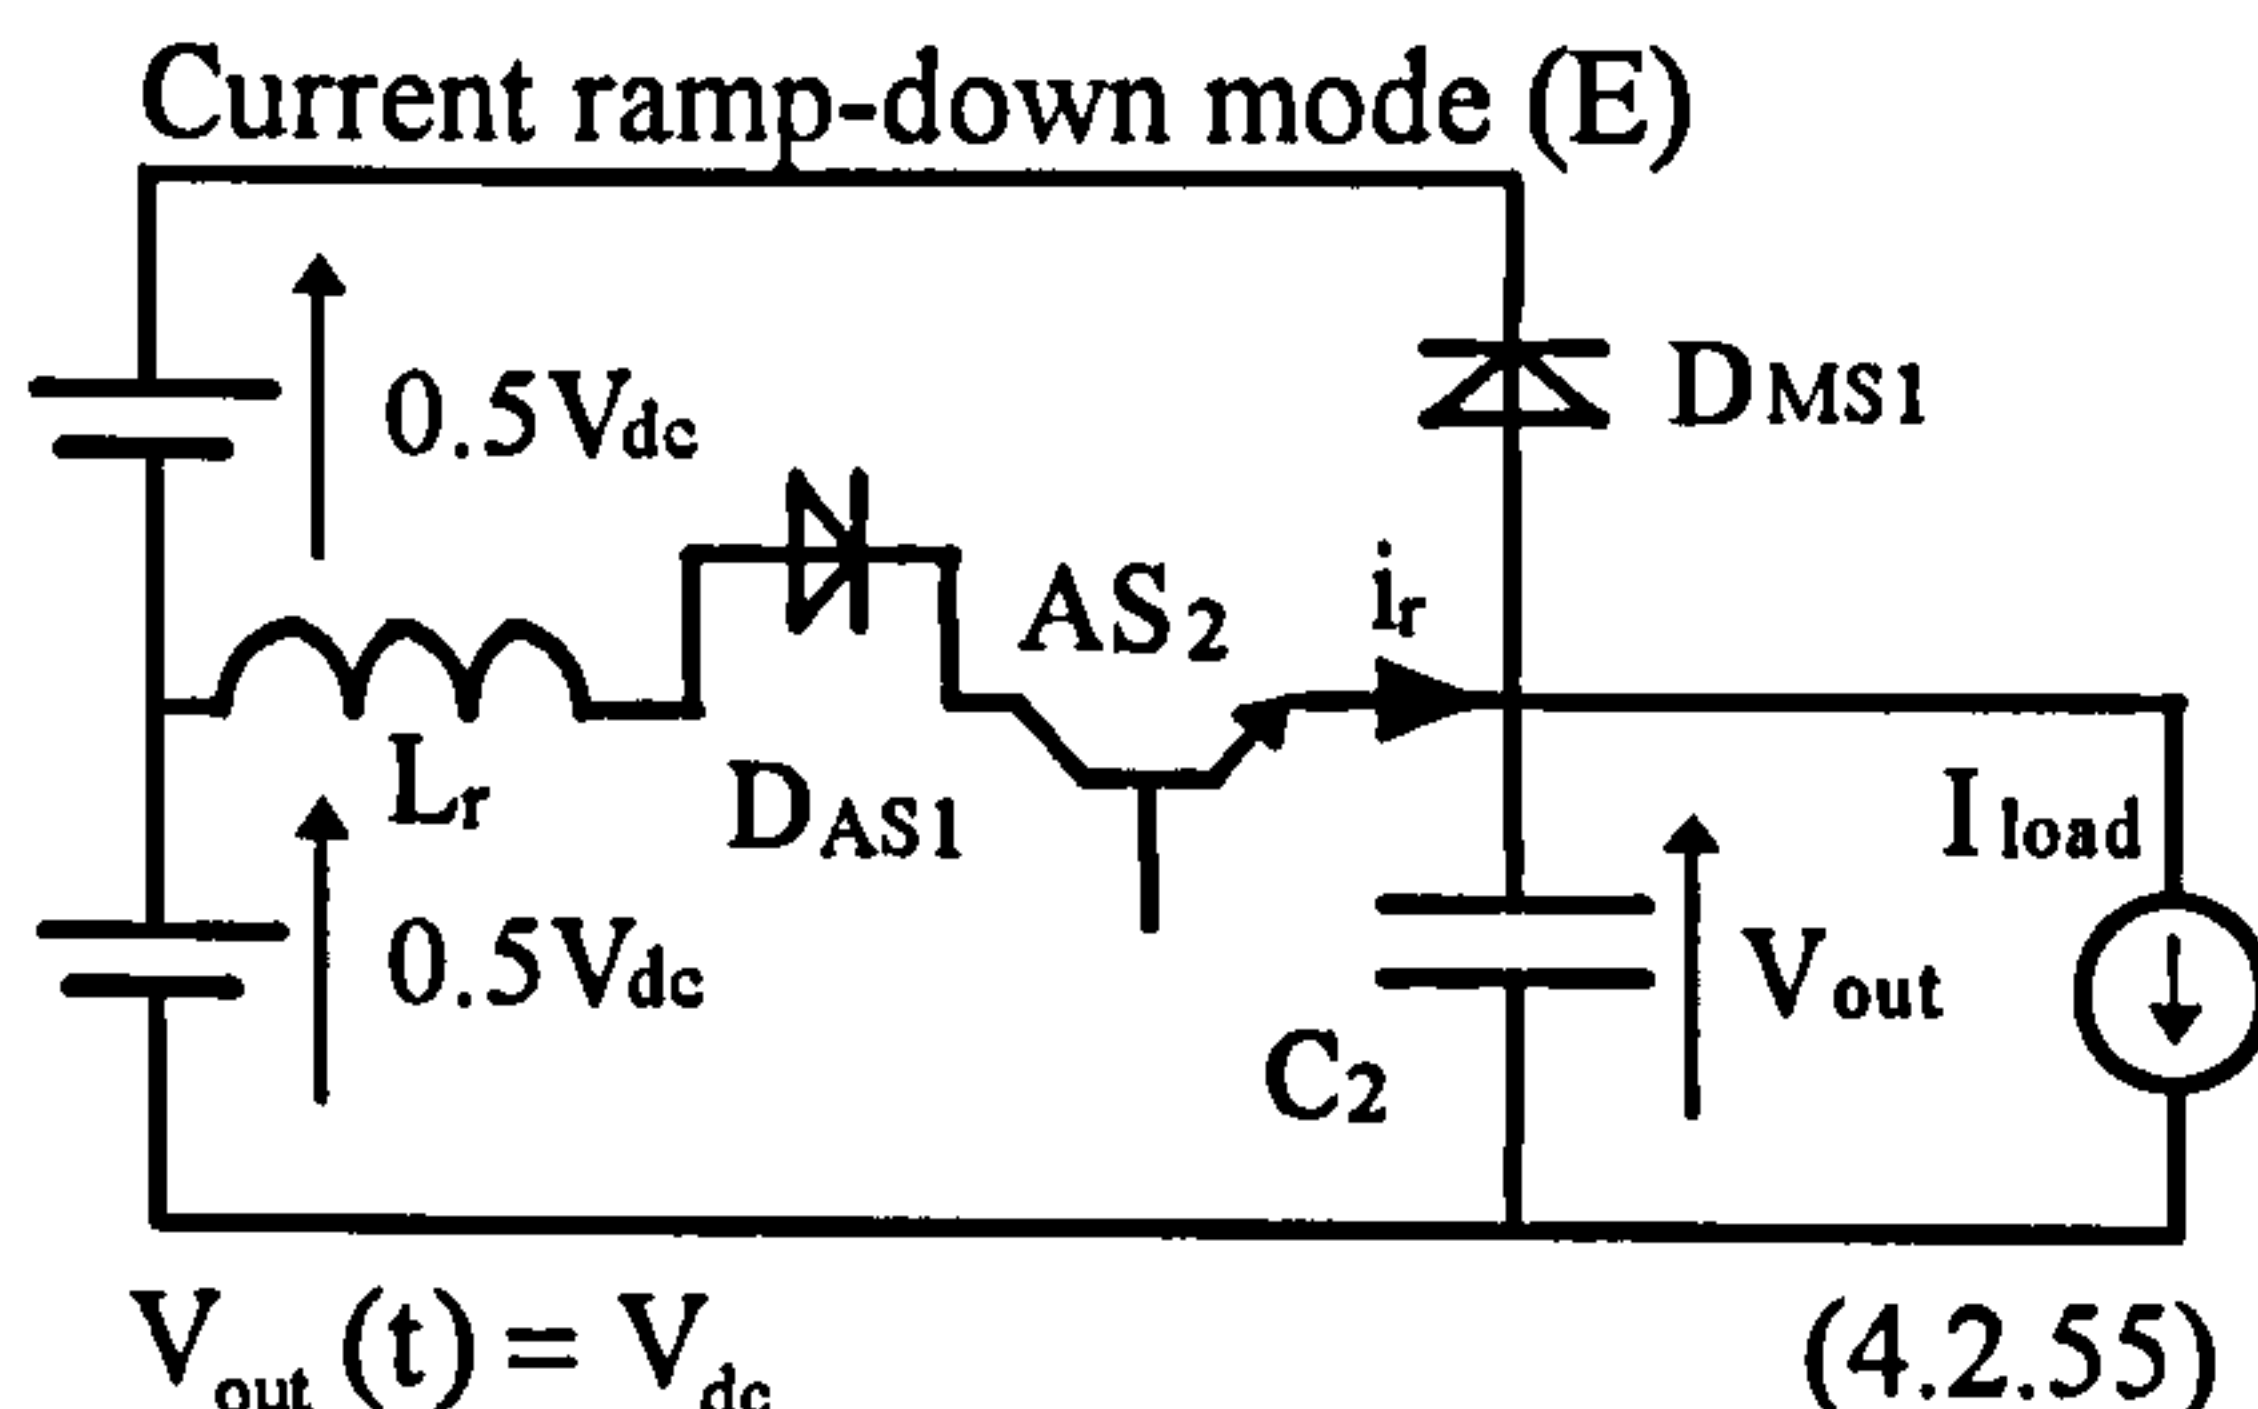 Current ramp-down mode (E)
0.5Vdc
DMS1
AS2
ir
Lr
DAS1
Iload
0.5Vdc
Vout
C2
Vout (t) = Vdc (4.2.55)